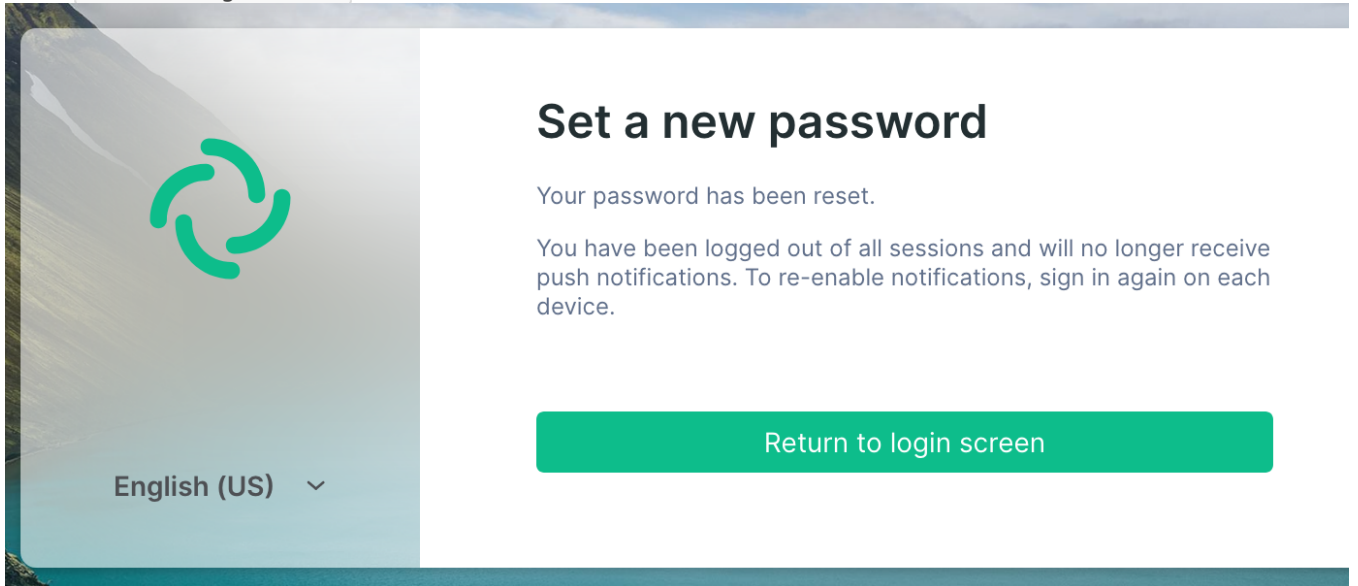 Set a new password
Your password has been reset.
You have been logged out of all sessions and will no longer receive
push notifications. To re-enable notifications, sign in again on each
device.
Return to login screen
English (US)